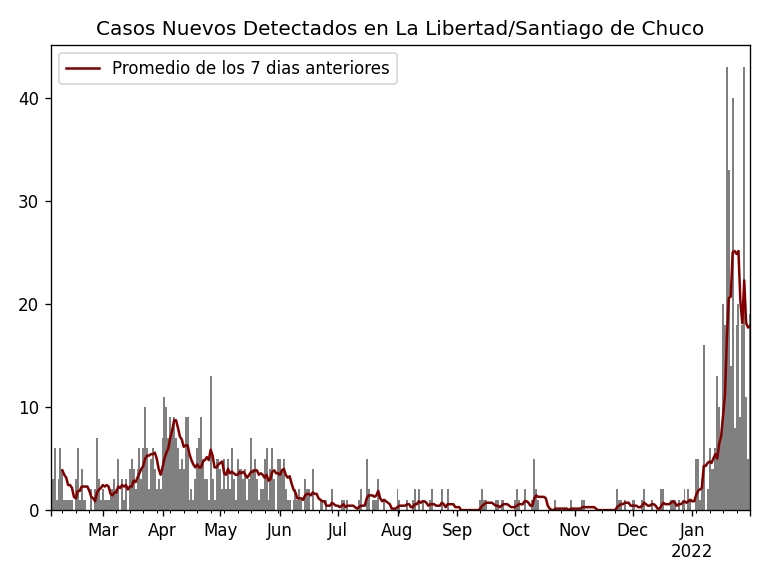 Casos Nuevos Detectados en La Libertad/Santiago de Chuco
Promedio de los 7 dias anteriores
40
30
20
10
0
Mar Apr May Jun Jul Aug Sep Oct Nov Dec Jan
2022